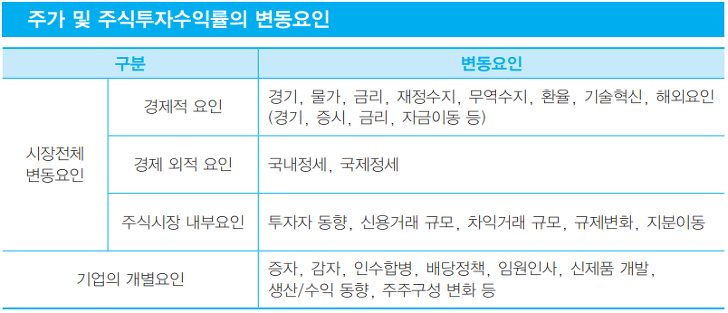 주가 및 주식투자수익률의 변동요인
구분
변동요인
시장전체
변동요인
경제적 요인
경기, 물가, 금리, 재정수지, 무역수지, 환율, 기술혁신, 해외요인
(경기, 증시, 금리, 자금이동 등)
경제 외적 요인
국내정세, 국제정세
주식시장 내부요인
투자자 동향, 신용거래 규모, 차익거래 규모, 규제변화, 지분이동
기업의 개별요인
증자, 감자, 인수합병, 배당정책, 임원인사, 신제품 개발,
생산/수익 동향, 주주구성 변화 등